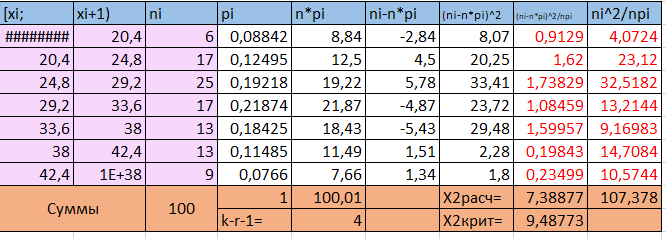 [xi; xi+1) ni pi n*pi ni-n*pi (ni-n*pi)^2 (ni-n*pi)^2/npi ni^2/npi
######## 20,4 6 0,08842 8,84 -2,84 8,07 0,9129 4,0724
20,4 24,8 17 0,12495 12,5 4,5 20,25 1,62 23,12
24,8 29,2 25 0,19218 19,22 5,78 33,41 1,73829 32,5182
29,2 33,6 17 0,21874 21,87 -4,87 23,72 1,08459 13,2144
33,6 38 13 0,18425 18,43 -5,43 29,48 1,59957 9,16983
38 42,4 13 0,11485 11,49 1,51 2,28 0,19843 14,7084
42,4 1E+38 9 0,0766 7,66 1,34 1,8 0,23499 10,5744
Суммы 100 1 100,01 X2расч= 7,38877 107,378
k-r-1= 4 X2крит= 9,48773